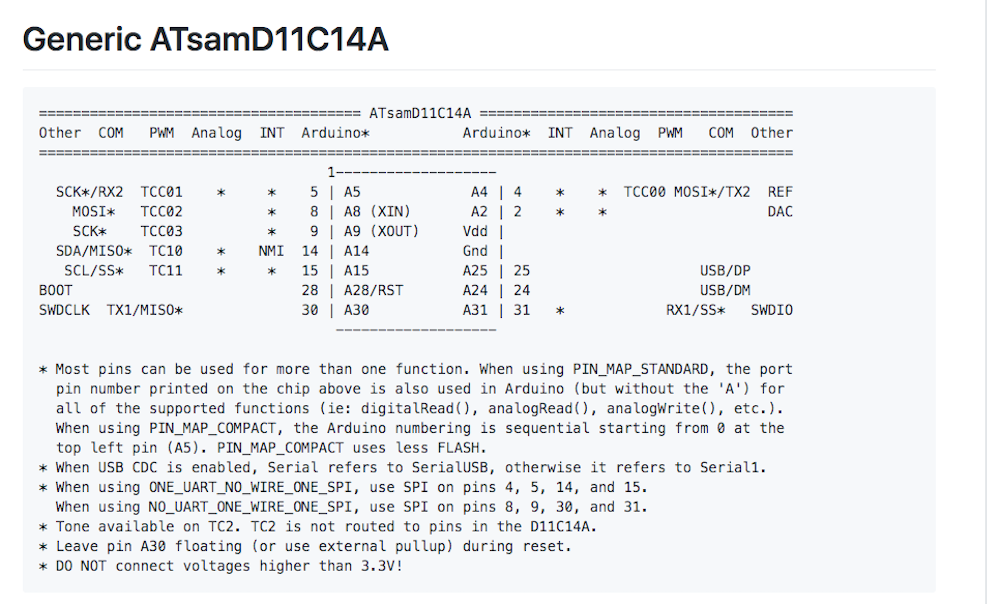 Generic ATsamD11C14A
====================================== ATsamD11C14A =====================================
Other  COM   PWM  Analog  INT  Arduino*           Arduino*  INT  Analog  PWM   COM  Other
=========================================================================================
                                  1-------------------
  SCK*/RX2  TCC01    *     *    5 | A5             A4 | 4    *    *  TCC00 MOSI*/TX2  REF
    MOSI*   TCC02          *    8 | A8 (XIN)       A2 | 2    *    *                   DAC
    SCK*    TCC03          *    9 | A9 (XOUT)     Vdd |
  SDA/MISO*  TC10    *    NMI  14 | A14           Gnd |
   SCL/SS*   TC11    *     *   15 | A15           A25 | 25                    USB/DP
BOOT                           28 | A28/RST       A24 | 24                    USB/DM
SWDCLK  TX1/MISO*              30 | A30           A31 | 31   *            RX1/SS*   SWDIO
                                   -------------------
* Most pins can be used for more than one function. When using PIN_MAP_STANDARD, the port
  pin number printed on the chip above is also used in Arduino (but without the 'A') for
  all of the supported functions (ie: digitalRead(), analogRead(), analogWrite(), etc.).
  When using PIN_MAP_COMPACT, the Arduino numbering is sequential starting from 0 at the
  top left pin (A5). PIN_MAP_COMPACT uses less FLASH.
* When USB CDC is enabled, Serial refers to SerialUSB, otherwise it refers to Serial1.
* When using ONE_UART_NO_WIRE_ONE_SPI, use SPI on pins 4, 5, 14, and 15.
  When using NO_UART_ONE_WIRE_ONE_SPI, use SPI on pins 8, 9, 30, and 31.
* Tone available on TC2. TC2 is not routed to pins in the D11C14A.
* Leave pin A30 floating (or use external pullup) during reset.
* DO NOT connect voltages higher than 3.3V!